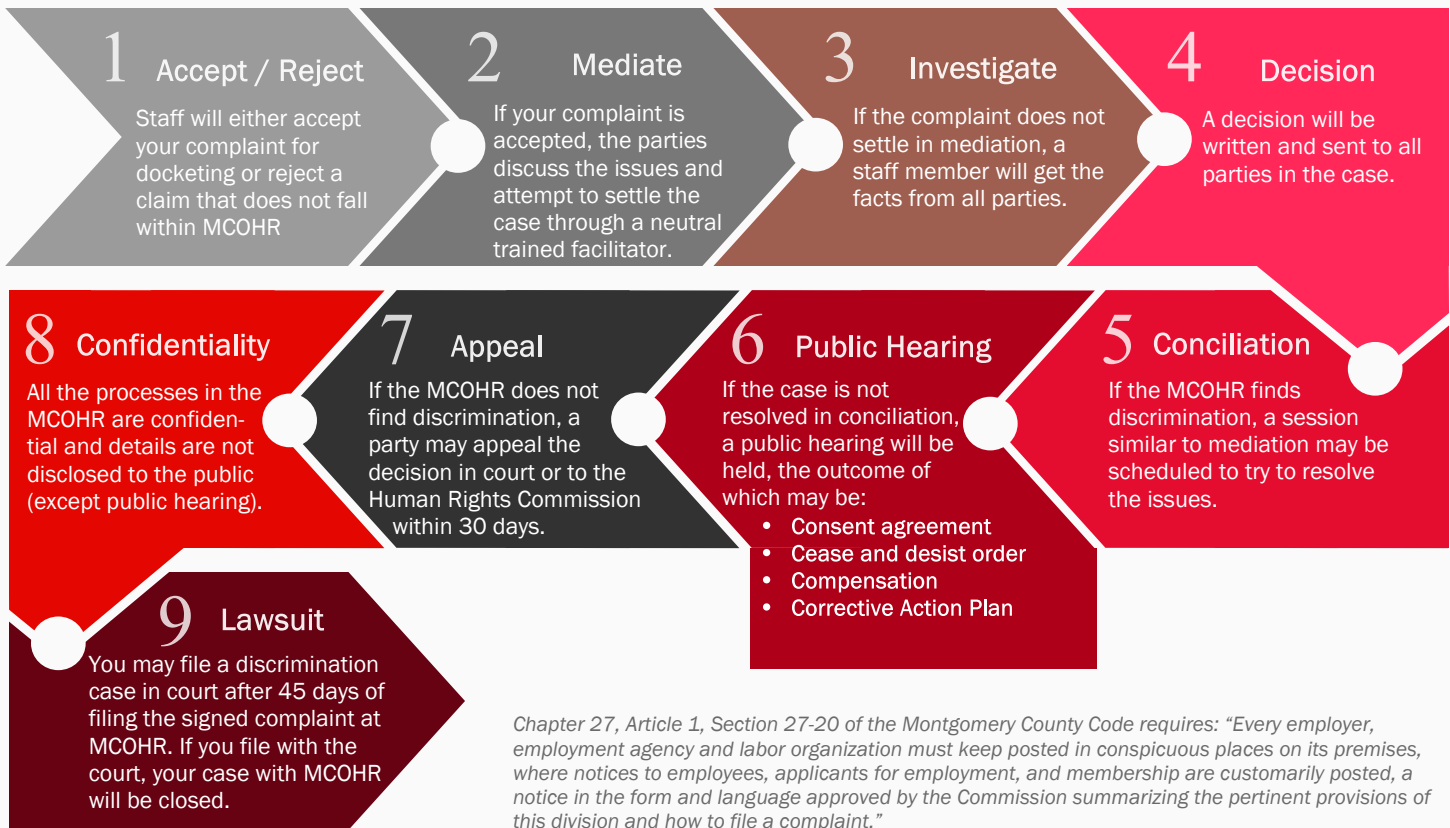 1 Accept / Reject
Staff will either accept
your complaint for
docketing or reject a
claim that does not fall
within MCOHR
2 Mediate
If your complaint is
accepted, the parties
discuss the issues and
attempt to settle the
case through a neutral
trained facilitator.
3 Investigate
If the complaint does not
settle in mediation, a
staff member will get the
facts from all parties.
4 Decision
A decision will be
written and sent to all
parties in the case.
5 Conciliation
If the MCOHR finds
discrimination, a session
similar to mediation may be
scheduled to try to resolve
the issues.
6 Public Hearing
If the case is not
resolved in conciliation,
a public hearing will be
held, the outcome of
which may be:
• Consent agreement
• Cease and desist order
• Compensation
• Corrective Action Plan
7 Appeal
If the MCOHR does not
find discrimination, a
party may appeal the
decision in court or to the
Human Rights Commission
within 30 days.
8 Confidentiality
All the processes in the
MCOHR are confiden-
tial and details are not
disclosed to the public
(except public hearing).
9 Lawsuit
You may file a discrimination
case in court after 45 days of
filing the signed complaint at
MCOHR. If you file with the
court, your case with MCOHR
will be closed.
Chapter 27, Article 1, Section 27-20 of the Montgomery County Code requires: “Every employer,
employment agency and labor organization must keep posted in conspicuous places on its premises,
where notices to employees, applicants for employment, and membership are customarily posted, a
notice in the form and language approved by the Commission summarizing the pertinent provisions of
this division and how to file a complaint.”